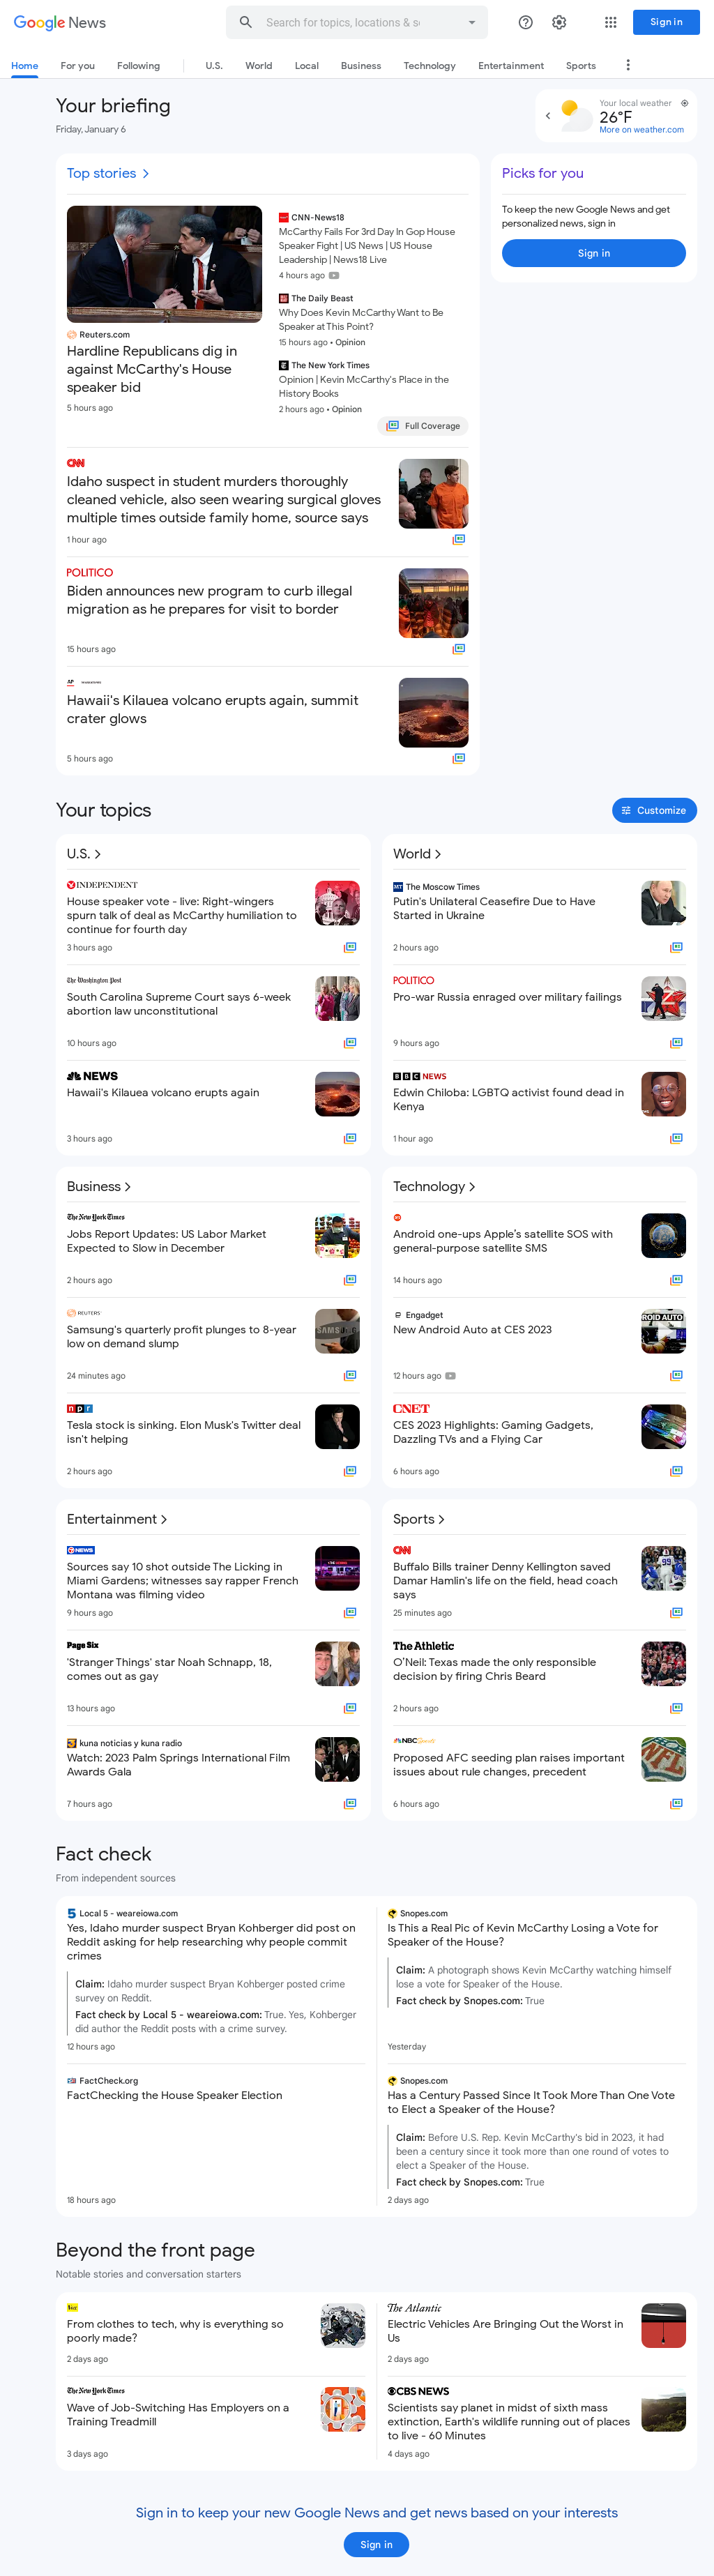 Google News
Search for topics, locations & so
Sign in
Home
For you
Following
U.S.
World
Local
Business
Technology
Entertainment
Sports
Your briefing
Friday, January 6
Your local weather
26°F
More on weather.com
Top stories
Reuters.com
Hardline Republicans dig in
against McCarthy's House
speaker bid
5 hours ago
CNN-News18
McCarthy Fails For 3rd Day In Gop House
Speaker Fight | US News | US House
Leadership | News18 Live
4 hours ago
The Daily Beast
Why Does Kevin McCarthy Want to Be
Speaker at This Point?
15 hours ago • Opinion
The New York Times
Opinion | Kevin McCarthy's Place in the
History Books
2 hours ago • Opinion
Full Coverage
CNN
Idaho suspect in student murders thoroughly
cleaned vehicle, also seen wearing surgical gloves
multiple times outside family home, source says
1 hour ago
POLITICO
Biden announces new program to curb illegal
migration as he prepares for visit to border
15 hours ago
AP
Hawaii's Kilauea volcano erupts again, summit
crater glows
5 hours ago
Picks for you
To keep the new Google News and get
personalized news, sign in
Sign in
Your topics
Customize
U.S.
INDEPENDENT
House speaker vote - live: Right-wingers
spurn talk of deal as McCarthy humiliation to
continue for fourth day
3 hours ago
The Washington Post
South Carolina Supreme Court says 6-week
abortion law unconstitutional
10 hours ago
NEWS
Hawaii's Kilauea volcano erupts again
3 hours ago
World
MT The Moscow Times
Putin's Unilateral Ceasefire Due to Have
Started in Ukraine
2 hours ago
POLITICO
Pro-war Russia enraged over military failings
9 hours ago
BBC NEWS
Edwin Chiloba: LGBTQ activist found dead in
Kenya
1 hour ago
Business
The New York Times
Jobs Report Updates: US Labor Market
Expected to Slow in December
2 hours ago
REUTERS
Samsung's quarterly profit plunges to 8-year
low on demand slump
SAMSUNG
24 minutes ago
npr
Tesla stock is sinking. Elon Musk's Twitter deal
isn't helping
2 hours ago
Technology
Android one-ups Apple's satellite SOS with
general-purpose satellite SMS
14 hours ago
Engadget
New Android Auto at CES 2023
ROID AUTO
12 hours ago
CNET
CES 2023 Highlights: Gaming Gadgets,
Dazzling TVs and a Flying Car
6 hours ago
Entertainment
NEWS
Sources say 10 shot outside The Licking in
Miami Gardens; witnesses say rapper French
Montana was filming video
9 hours ago
Page Six
'Stranger Things' star Noah Schnapp, 18,
comes out as gay
13 hours ago
kuna noticias y kuna radio
Watch: 2023 Palm Springs International Film
Awards Gala
7 hours ago
Sports
CNN
Buffalo Bills trainer Denny Kellington saved
Damar Hamlin's life on the field, head coach
says
99
25 minutes ago
The Athletic
O'Neil: Texas made the only responsible
decision by firing Chris Beard
2 hours ago
NBC Sports
Proposed AFC seeding plan raises important
issues about rule changes, precedent
NFL
6 hours ago
Fact check
From independent sources
5 Local 5 - weareiowa.com
Yes, Idaho murder suspect Bryan Kohberger did post on
Reddit asking for help researching why people commit
crimes
Claim: Idaho murder suspect Bryan Kohberger posted crime
survey on Reddit.
Fact check by Local 5 - weareiowa.com: True. Yes, Kohberger
did author the Reddit posts with a crime survey.
12 hours ago
Snopes.com
Is This a Real Pic of Kevin McCarthy Losing a Vote for
Speaker of the House?
Claim: A photograph shows Kevin McCarthy watching himself
lose a vote for Speaker of the House.
Fact check by Snopes.com: True
Yesterday
FactCheck.org
FactChecking the House Speaker Election
18 hours ago
Snopes.com
Has a Century Passed Since It Took More Than One Vote
to Elect a Speaker of the House?
Claim: Before U.S. Rep. Kevin McCarthy's bid in 2023, it had
been a century since it took more than one round of votes to
elect a Speaker of the House.
Fact check by Snopes.com: True
2 days ago
Beyond the front page
Notable stories and conversation starters
Vox
From clothes to tech, why is everything so
poorly made?
2 days ago
The Atlantic
Electric Vehicles Are Bringing Out the Worst in
Us
2 days ago
The New York Times
Wave of Job-Switching Has Employers on a
Training Treadmill
3 days ago
CBS NEWS
Scientists say planet in midst of sixth mass
extinction, Earth's wildlife running out of places
to live - 60 Minutes
4 days ago
Sign in to keep your new Google News and get news based on your interests
Sign in